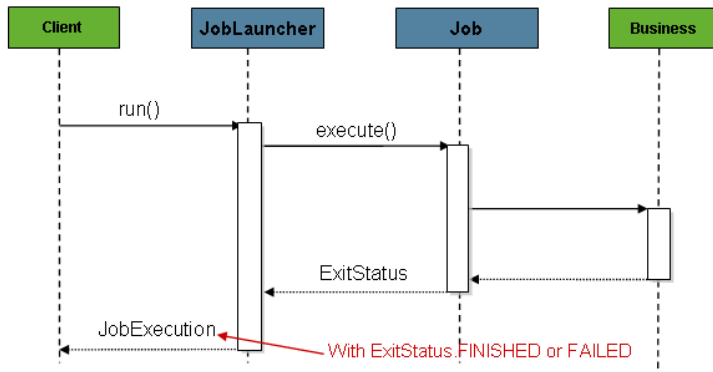 Client
JobLauncher
Job
Business
run()
execute()
ExitStatus
JobExecution
With ExitStatus.FINISHED or FAILED